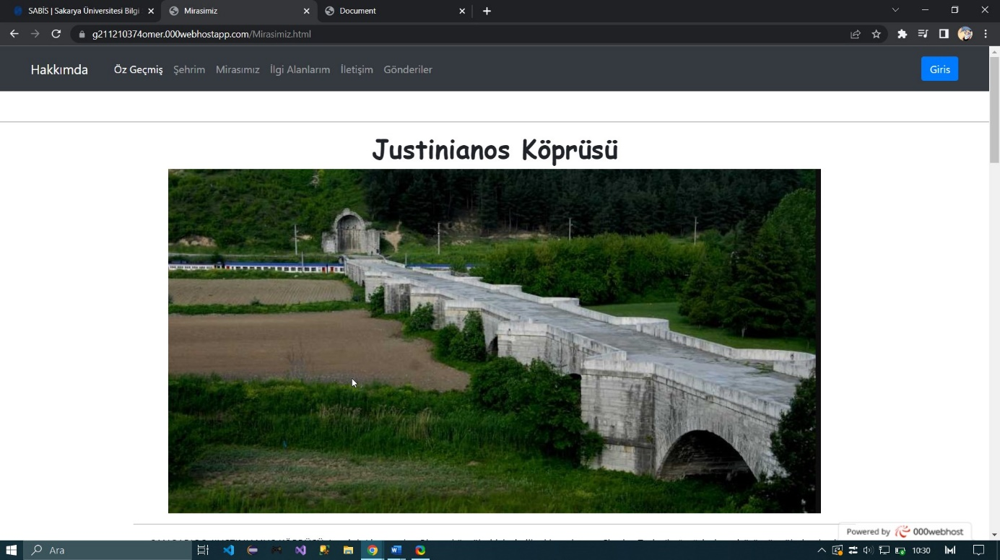 SABİS | Sakarya Üniversitesi Bilgi
Mirasimiz
Document
g211210374omer.000webhostapp.com/Mirasimiz.html
Hakkımda Öz Geçmiş Şehrim Mirasımız İlgi Alanlarım İletişim Gönderiler Giris
Justinianos Köprüsü
Powered by 000webhost
Ara
10:30